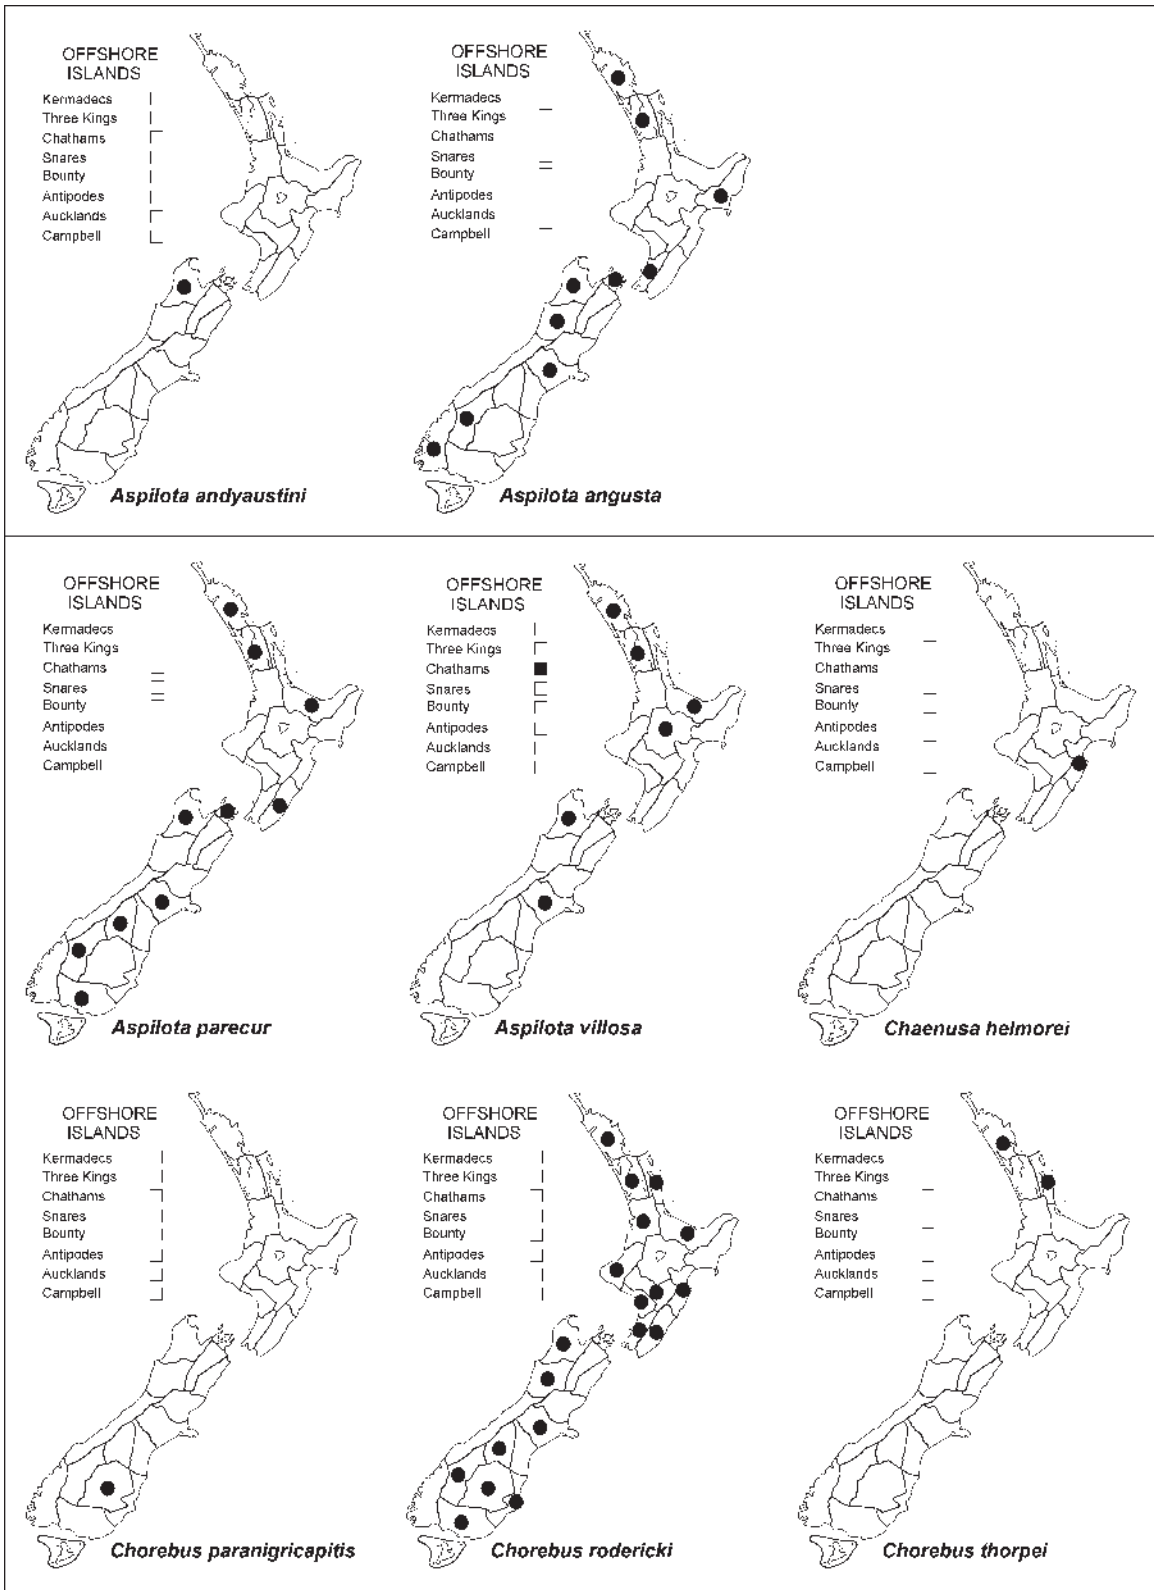 OFFSHORE
ISLANDS
Kermadecs
Three Kings
Chathams
Snares
Bounty
Antipodes
Aucklands
Campbell
Aspilota andyaustini
OFFSHORE
ISLANDS
Kermadecs
Three Kings
Chathams
Snares
Bounty
Antipodes
Aucklands
Campbell
Aspilota angusta
OFFSHORE
ISLANDS
Kermadecs
Three Kings
Chathams
Snares
Bounty
Antipodes
Aucklands
Campbell
Aspilota parecur
OFFSHORE
ISLANDS
Kermadecs
Three Kings
Chathams
Snares
Bounty
Antipodes
Aucklands
Campbell
Aspilota villosa
OFFSHORE
ISLANDS
Kermadecs
Three Kings
Chathams
Snares
Bounty
Antipodes
Aucklands
Campbell
Chaenusa helmorei
OFFSHORE
ISLANDS
Kermadecs
Three Kings
Chathams
Snares
Bounty
Antipodes
Aucklands
Campbell
Chorebus paranigricapitis
OFFSHORE
ISLANDS
Kermadecs
Three Kings
Chathams
Snares
Bounty
Antipodes
Aucklands
Campbell
Chorebus rodericki
OFFSHORE
ISLANDS
Kermadecs
Three Kings
Chathams
Snares
Bounty
Antipodes
Aucklands
Campbell
Chorebus thorpei